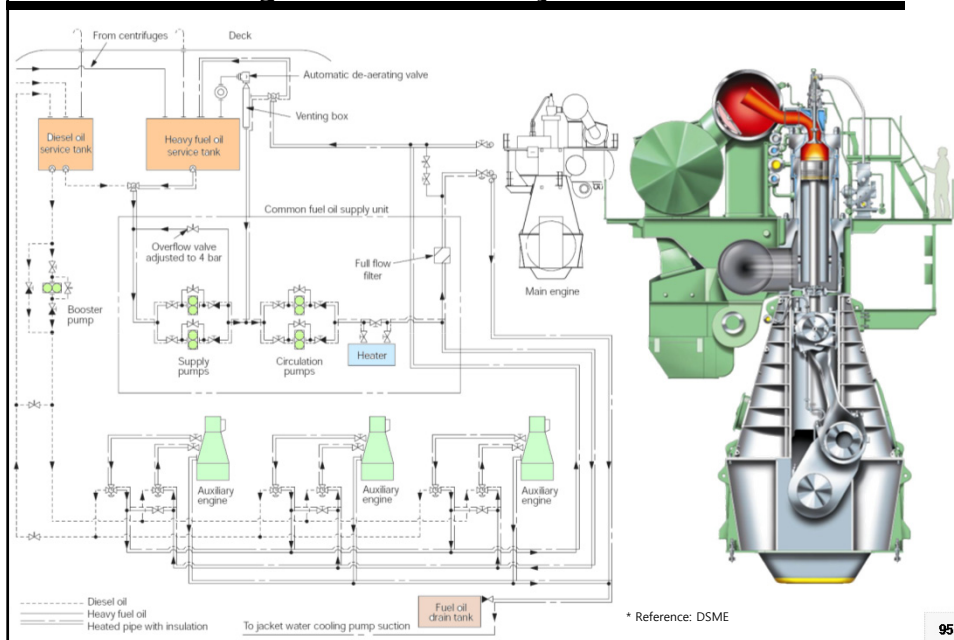 From centrifuges
Deck
Automatic de-aerating valve
Venting box
Diesel oil
service tank
Heavy fuel oil
service tank
Common fuel oil supply unit
Overflow valve
adjusted to 4 bar
Full flow
filter
Main engine
Booster
pump
Supply
pumps
Circulation
pumps
Heater
Auxiliary
engine
Auxiliary
engine
Auxiliary
engine
Diesel oil
Heavy fuel oil
Heated pipe with insulation
To jacket water cooling pump suction
Fuel oil
drain tank
* Reference: DSME
95